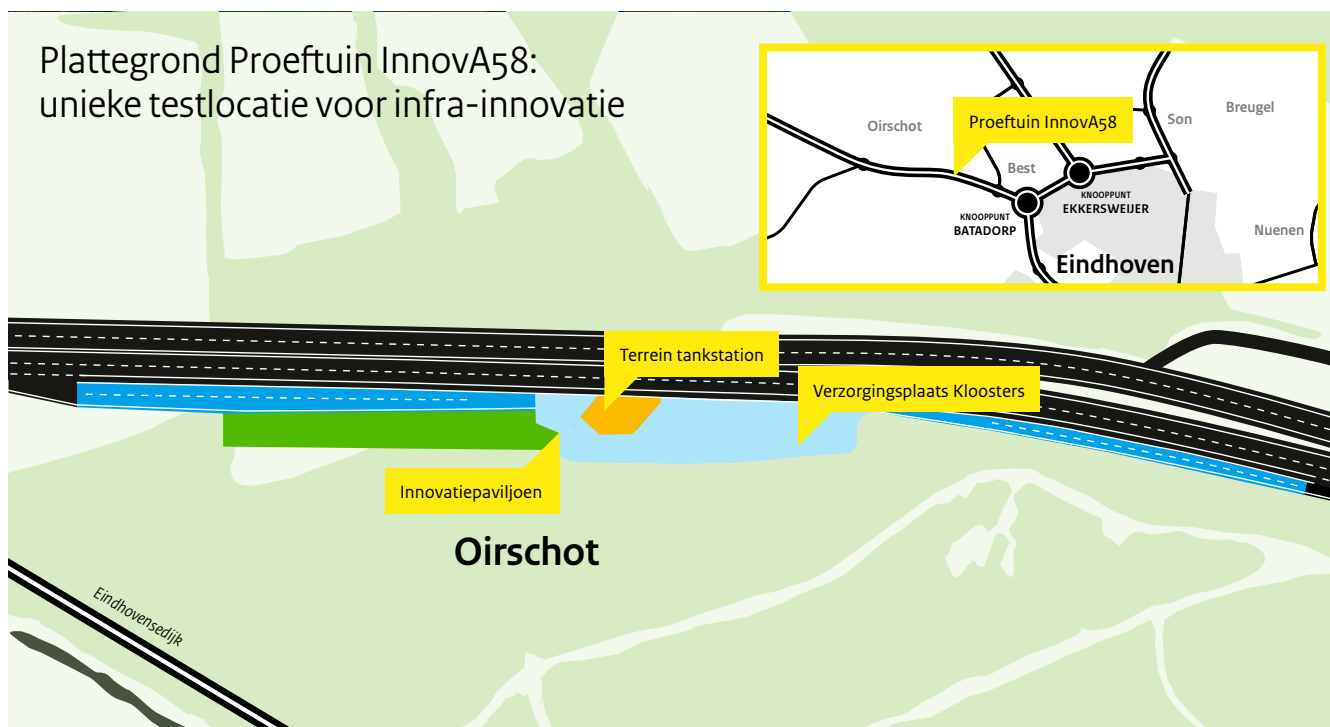 Plattegrond Proeftuin InnovA58:
unieke testlocatie voor infra-innovatie
Oirschot
Proeftuin InnovA58
Son
Breugel
Best
KNOOPPUNT
EKKERSWEIJER
KNOOPPUNT
BATADORP
Nuenen
Eindhoven
Terrein tankstation
Verzorgingsplaats Kloosters
Innovatiepaviljoen
Oirschot
Eindhovensedijk